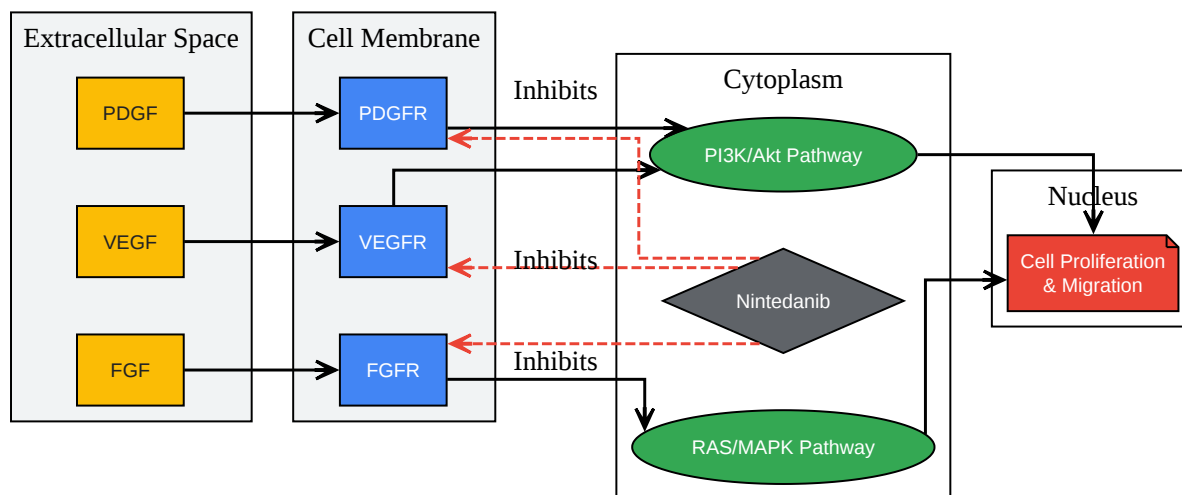 Extracellular Space
PDGF
VEGF
FGF
Cell Membrane
PDGFR
VEGFR
FGFR
Inhibits
Inhibits
Inhibits
Cytoplasm
PI3K/Akt Pathway
Nintedanib
RAS/MAPK Pathway
Nucleus
Cell Proliferation
& Migration